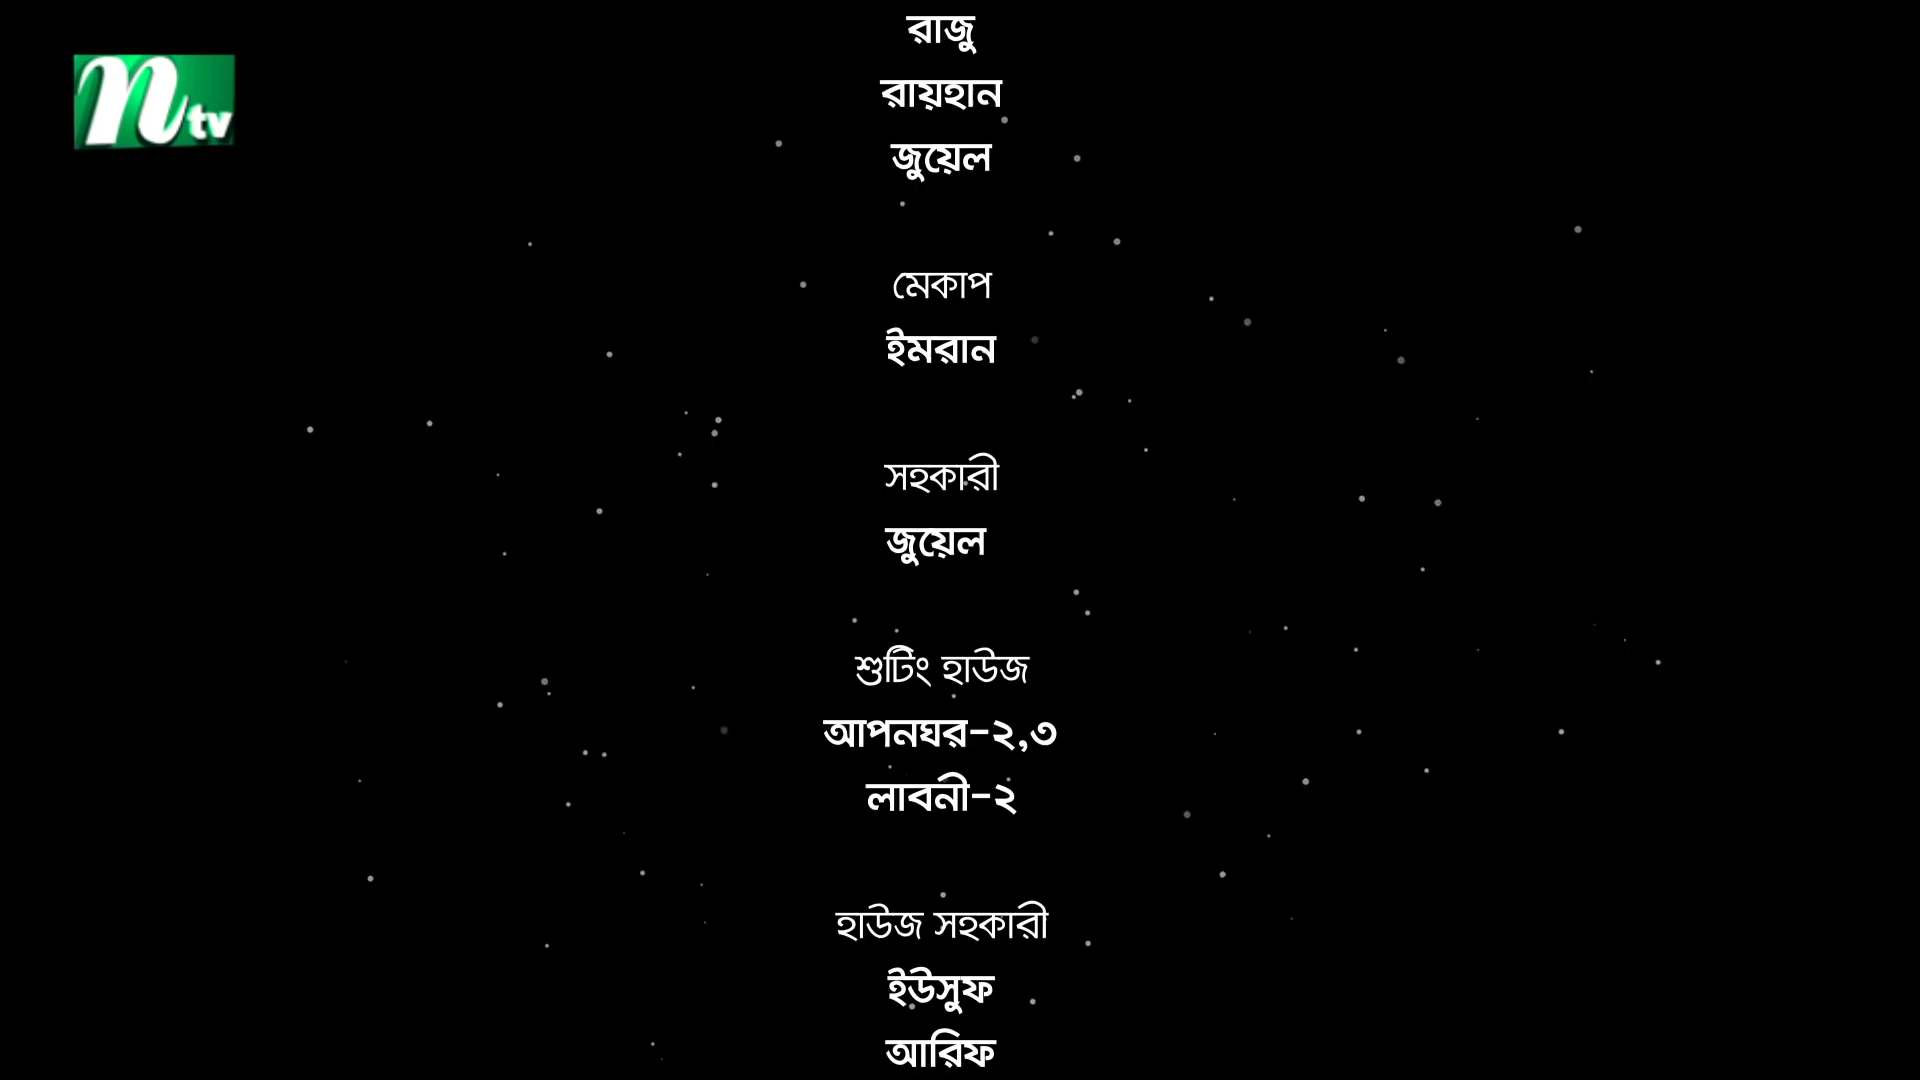 রাজু
ntv
রায়হান
জুয়েল
মেকাপ
ইমরান
সহকারী
জুয়েল
শুটিং হাউজ
আপনঘর-২,৩
লাবনী-২
হাউজ সহকারী
ইউসুফ
আরিফ